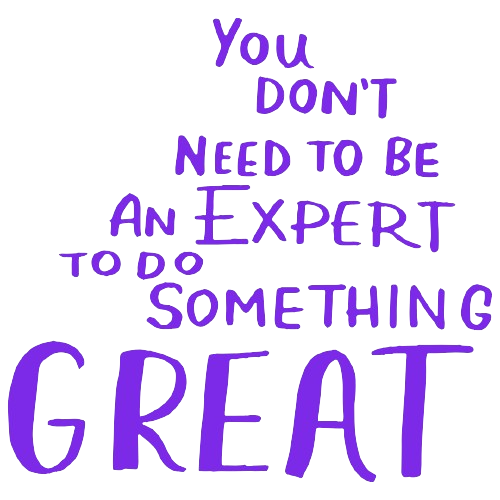 You
DON'T
NEED TO BE
AN EXPERT
TO DO
SOMETHING
GREAT